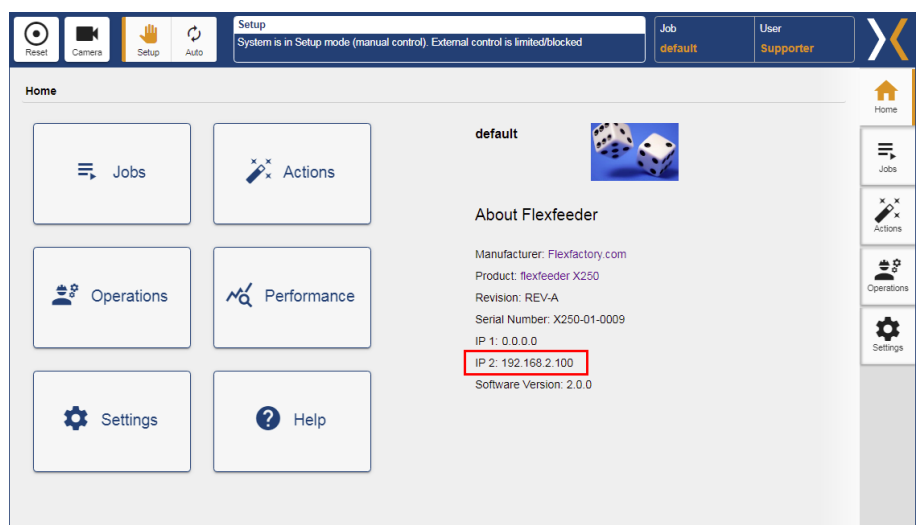 Reset
Camera
Setup
Auto
Setup
System is in Setup mode (manual control). External control is limited/blocked
Job
default
User
Supporter
Home
Home
Jobs
Actions
Operations
Settings
Jobs
Actions
Operations
Performance
Settings
Help
default
About Flexfeeder
Manufacturer: Flexfactory.com
Product: flexfeeder X250
Revision: REV-A
Serial Number: X250-01-0009
IP 1: 0.0.0.0
IP 2: 192.168.2.100
Software Version: 2.0.0